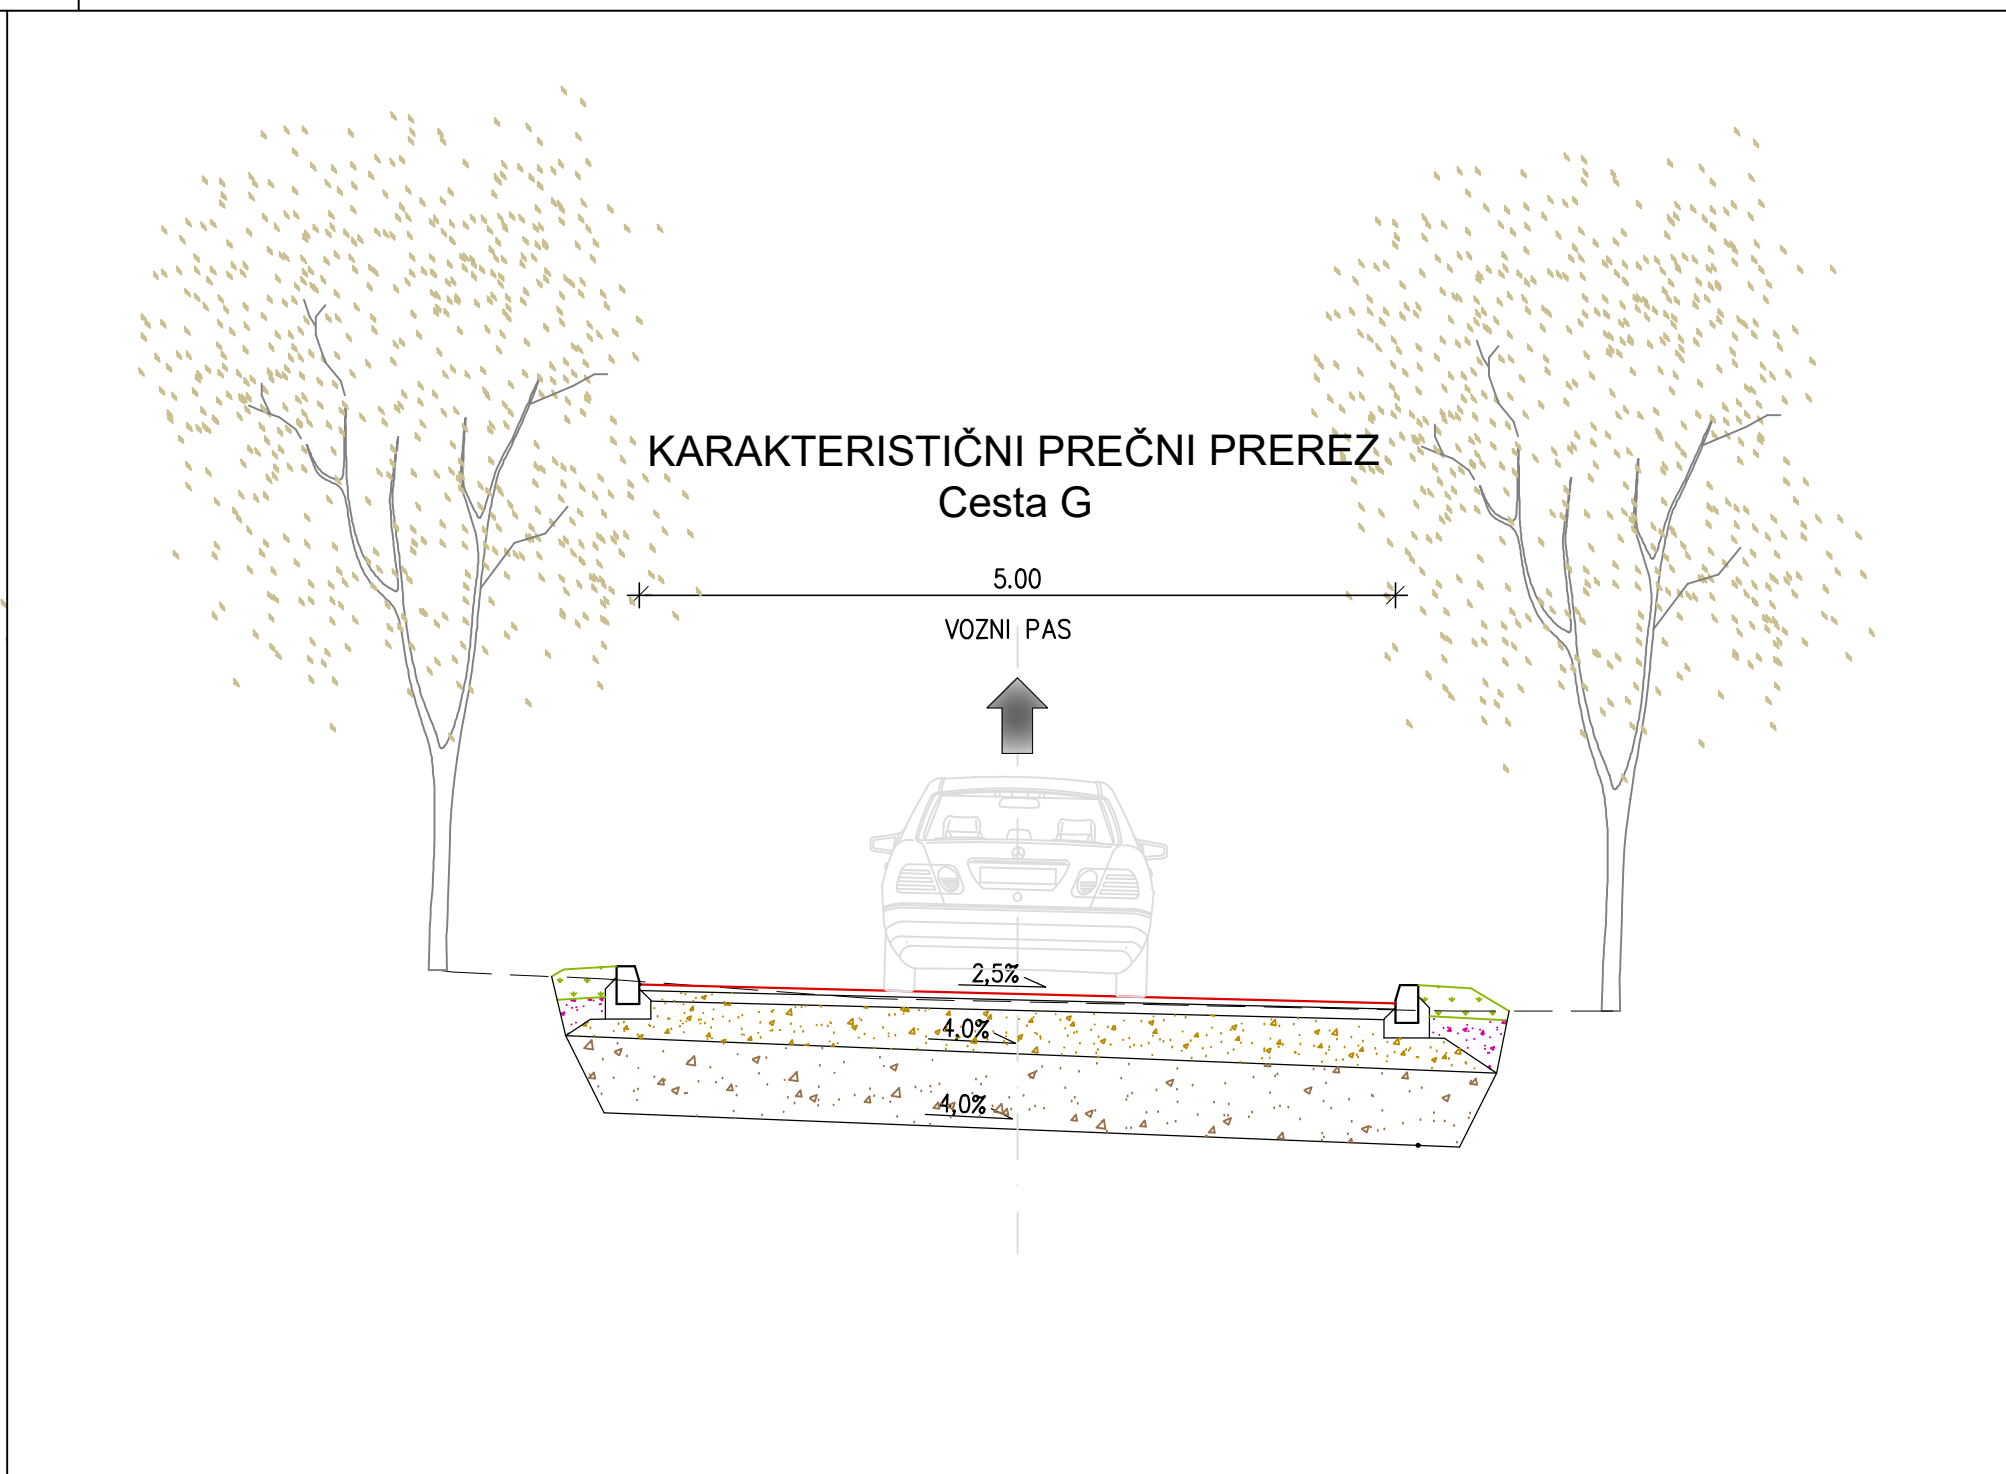 KARAKTERISTIČNI PREČNI PREREZ
Cesta G
5.00
VOZNI PAS
2,5%
4,0%
4,0%